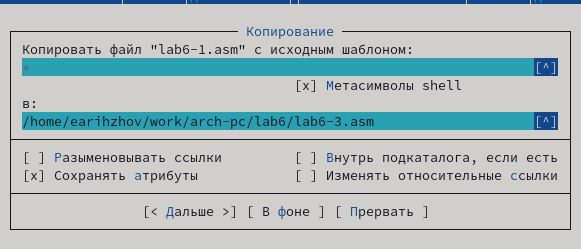 Копирование
Копировать файл "lab6-1.asm" с исходным шаблоном:
* [^]
[x] Метасимволы shell
в:
/home/earihzhov/work/arch-pc/lab6/lab6-3.asm [^]
[ ] Разыменовывать ссылки [ ] Внутрь подкаталога, если есть
[x] Сохранять атрибуты [ ] Изменять относительные ссылки
[< Дальше >] [ В фоне ] [ Прервать ]